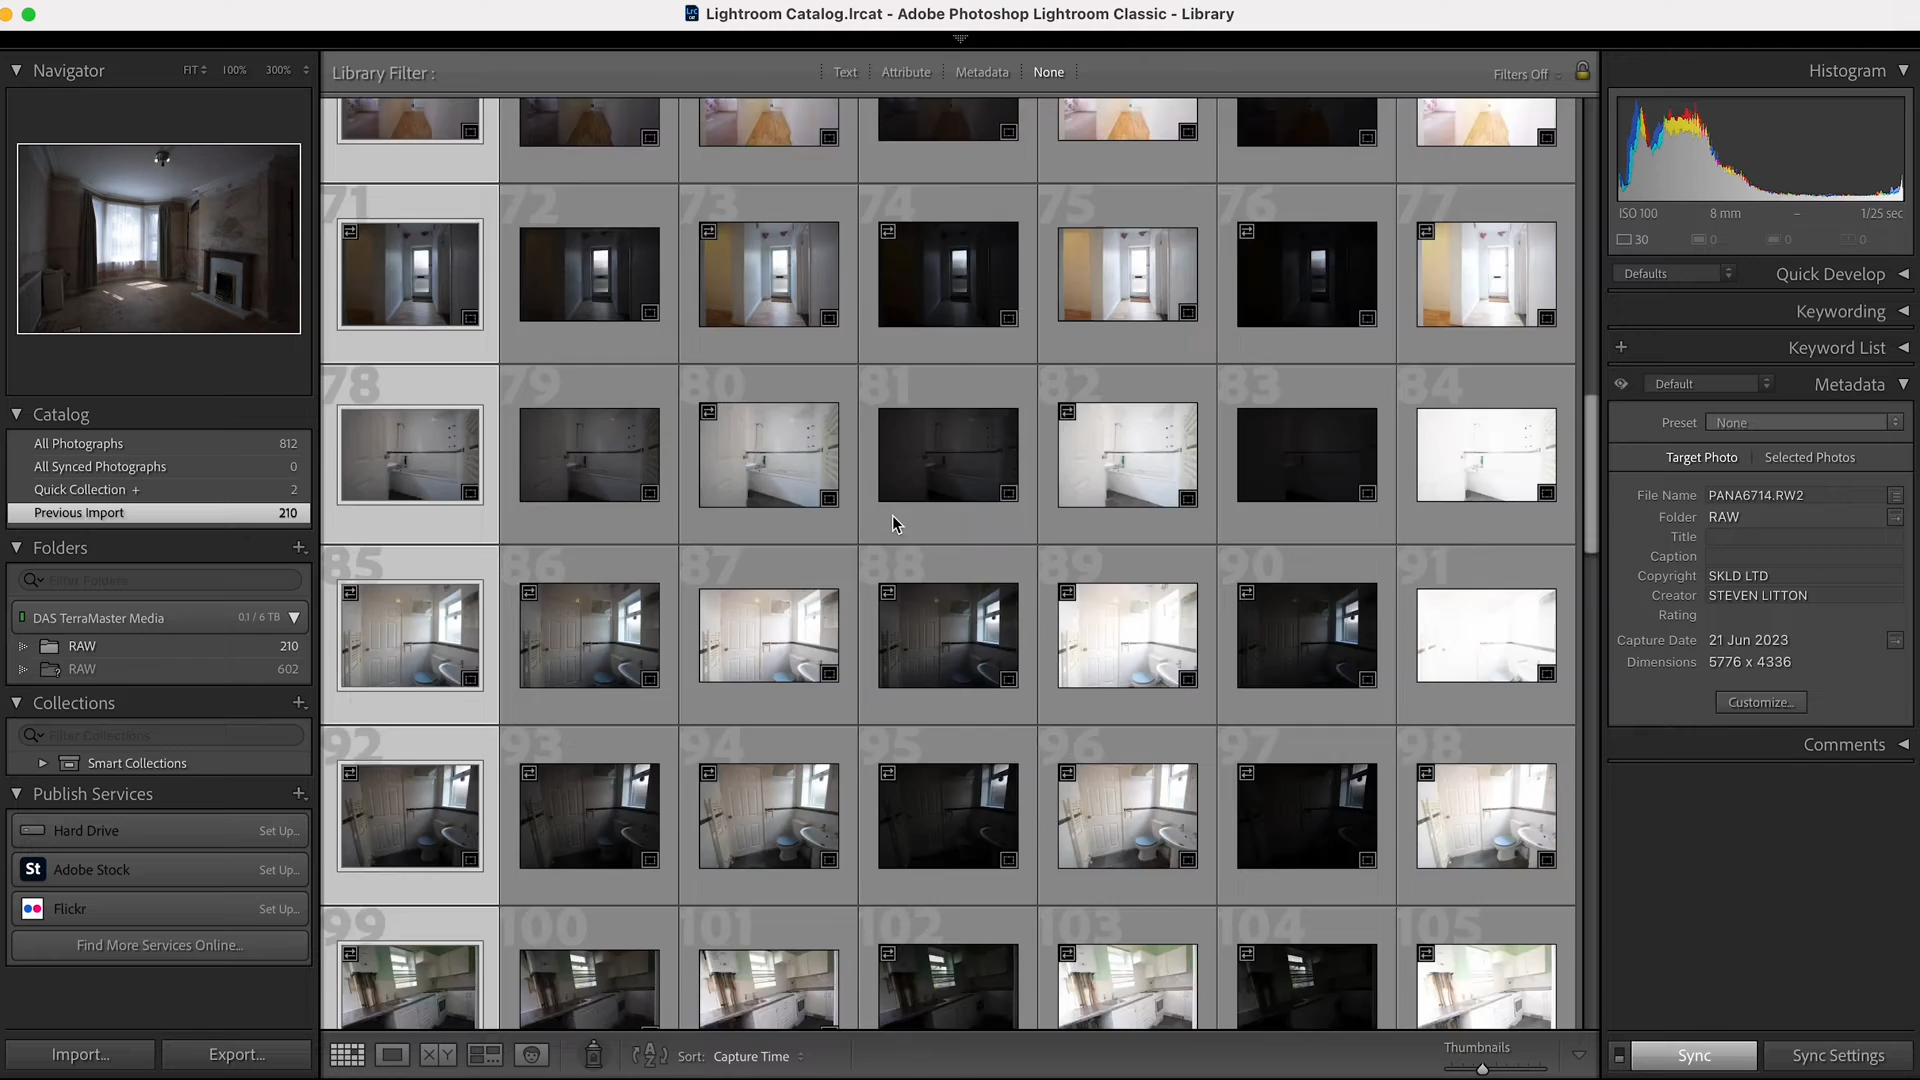 Lrc Lightroom Catalog.lrcat - Adobe Photoshop Lightroom Classic - Library
Navigator FIT 100% 300%
Library Filter : Text Attribute Metadata None Filters Off
Histogram
ISO 100 8 mm – 1/25 sec
30 0 0 0
Defaults Quick Develop
Keywording
Keyword List
Default Metadata
Preset None
Target Photo Selected Photos
File Name PANA6714.RW2
Folder RAW
Title
Caption
Copyright SKLD LTD
Creator STEVEN LITTON
Rating
Capture Date 21 Jun 2023
Dimensions 5776 x 4336
Customize...
Comments
Catalog
All Photographs 812
All Synced Photographs 0
Quick Collection + 2
Previous Import 210
Folders
Filter Folders
DAS TerraMaster Media 0.1 / 6 TB
RAW 210
RAW 602
Collections
Filter Collections
Smart Collections
Publish Services
Hard Drive Set Up...
St Adobe Stock Set Up...
Flickr Set Up...
Find More Services Online...
Import... Export...
71 72 73 74 75 76 77
78 79 80 81 82 83 84
85 86 87 88 89 90 91
92 93 94 95 96 97 98
99 100 101 102 103 104 105
Sort: Capture Time Thumbnails
Sync Sync Settings